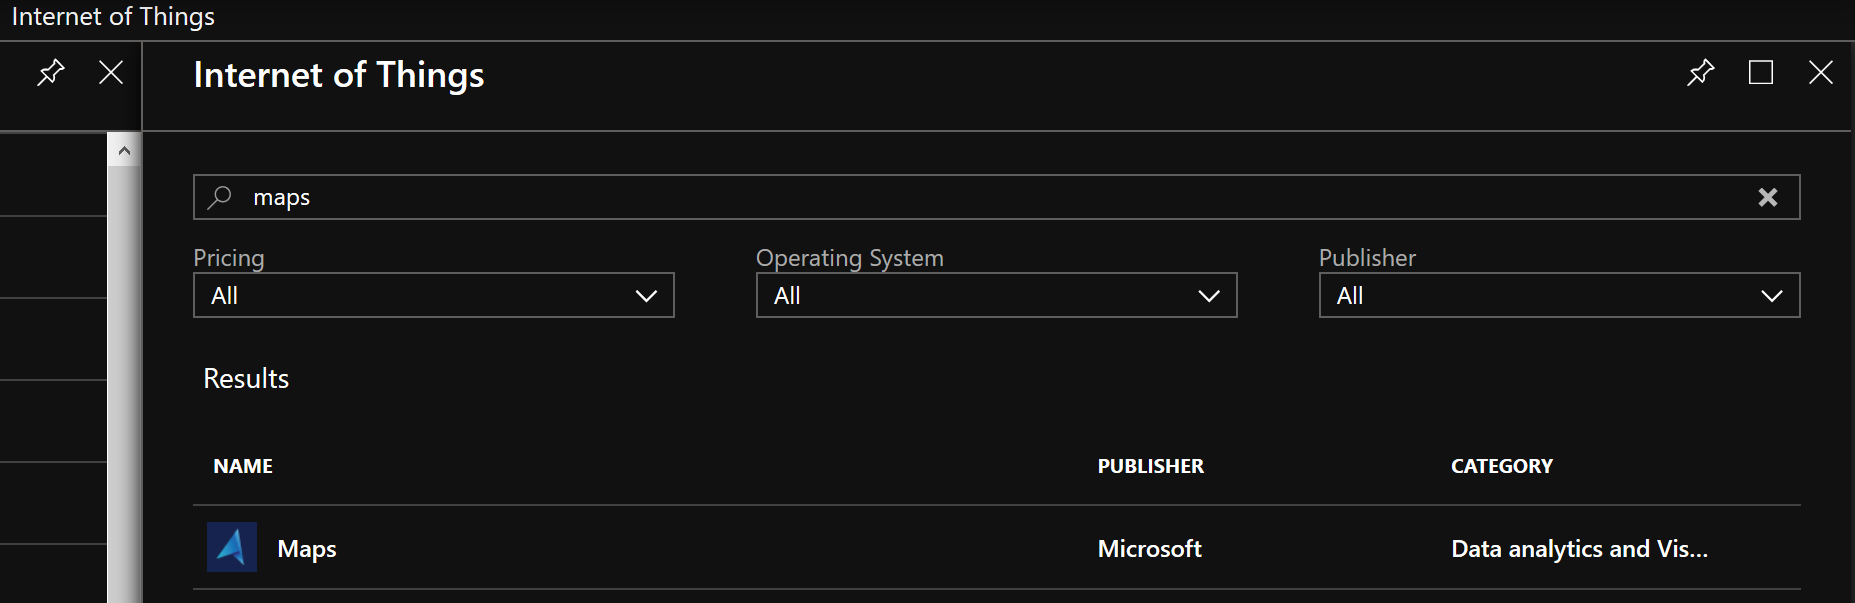 Internet of Things
Internet of Things
maps
Pricing Operating System Publisher
All All All
Results
NAME PUBLISHER CATEGORY
Maps Microsoft Data analytics and Vis...